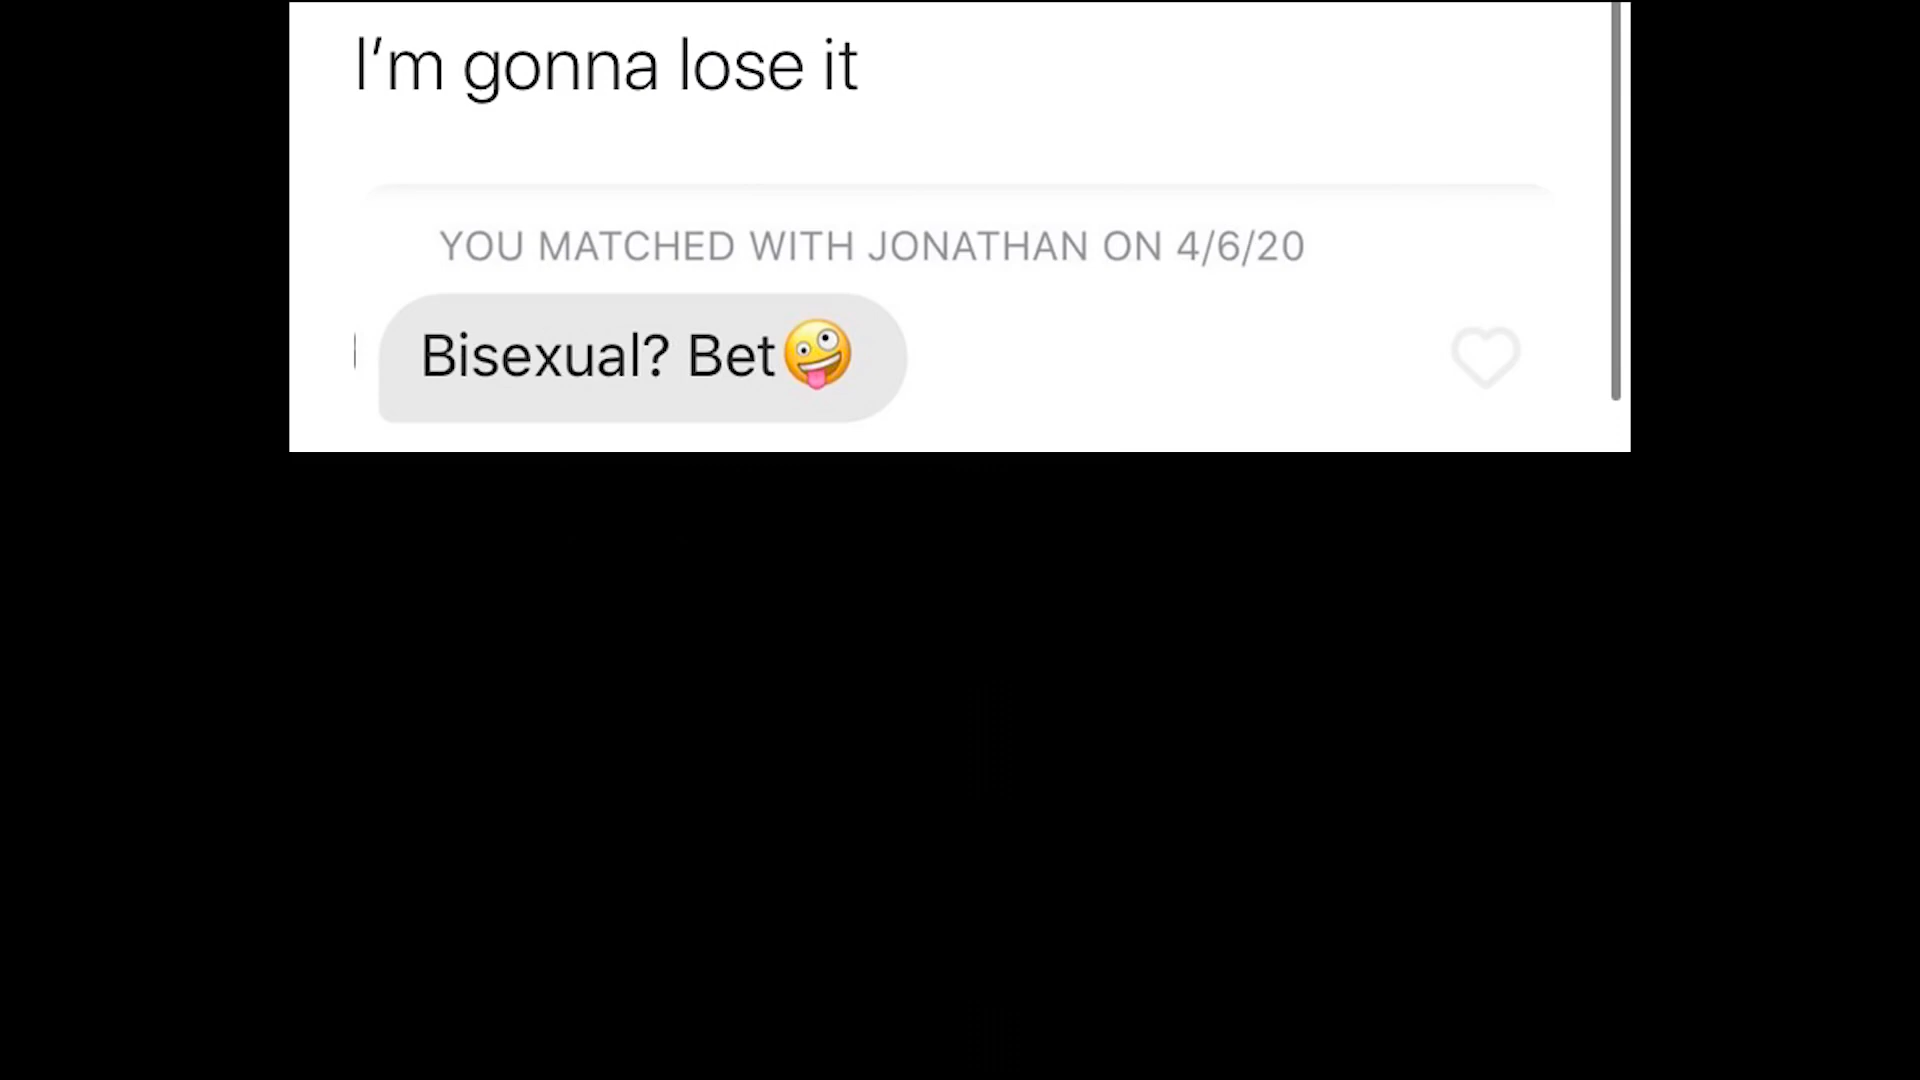 I'm gonna lose it
YOU MATCHED WITH JONATHAN ON 4/6/20
Bisexual? Bet🤪